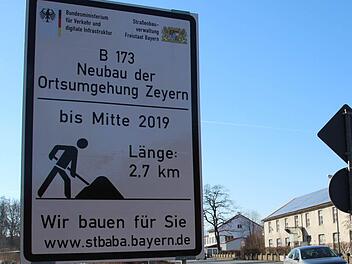 Bundesministerium
für Verkehr und
digitale Infrastruktur
Straßenbau-
verwaltung
Freistaat Bayern
B 173
Neubau der
Ortsumgehung Zeyern
bis Mitte 2019
Länge:
2.7 km
Wir bauen für Sie
www.stbaba.bayern.de